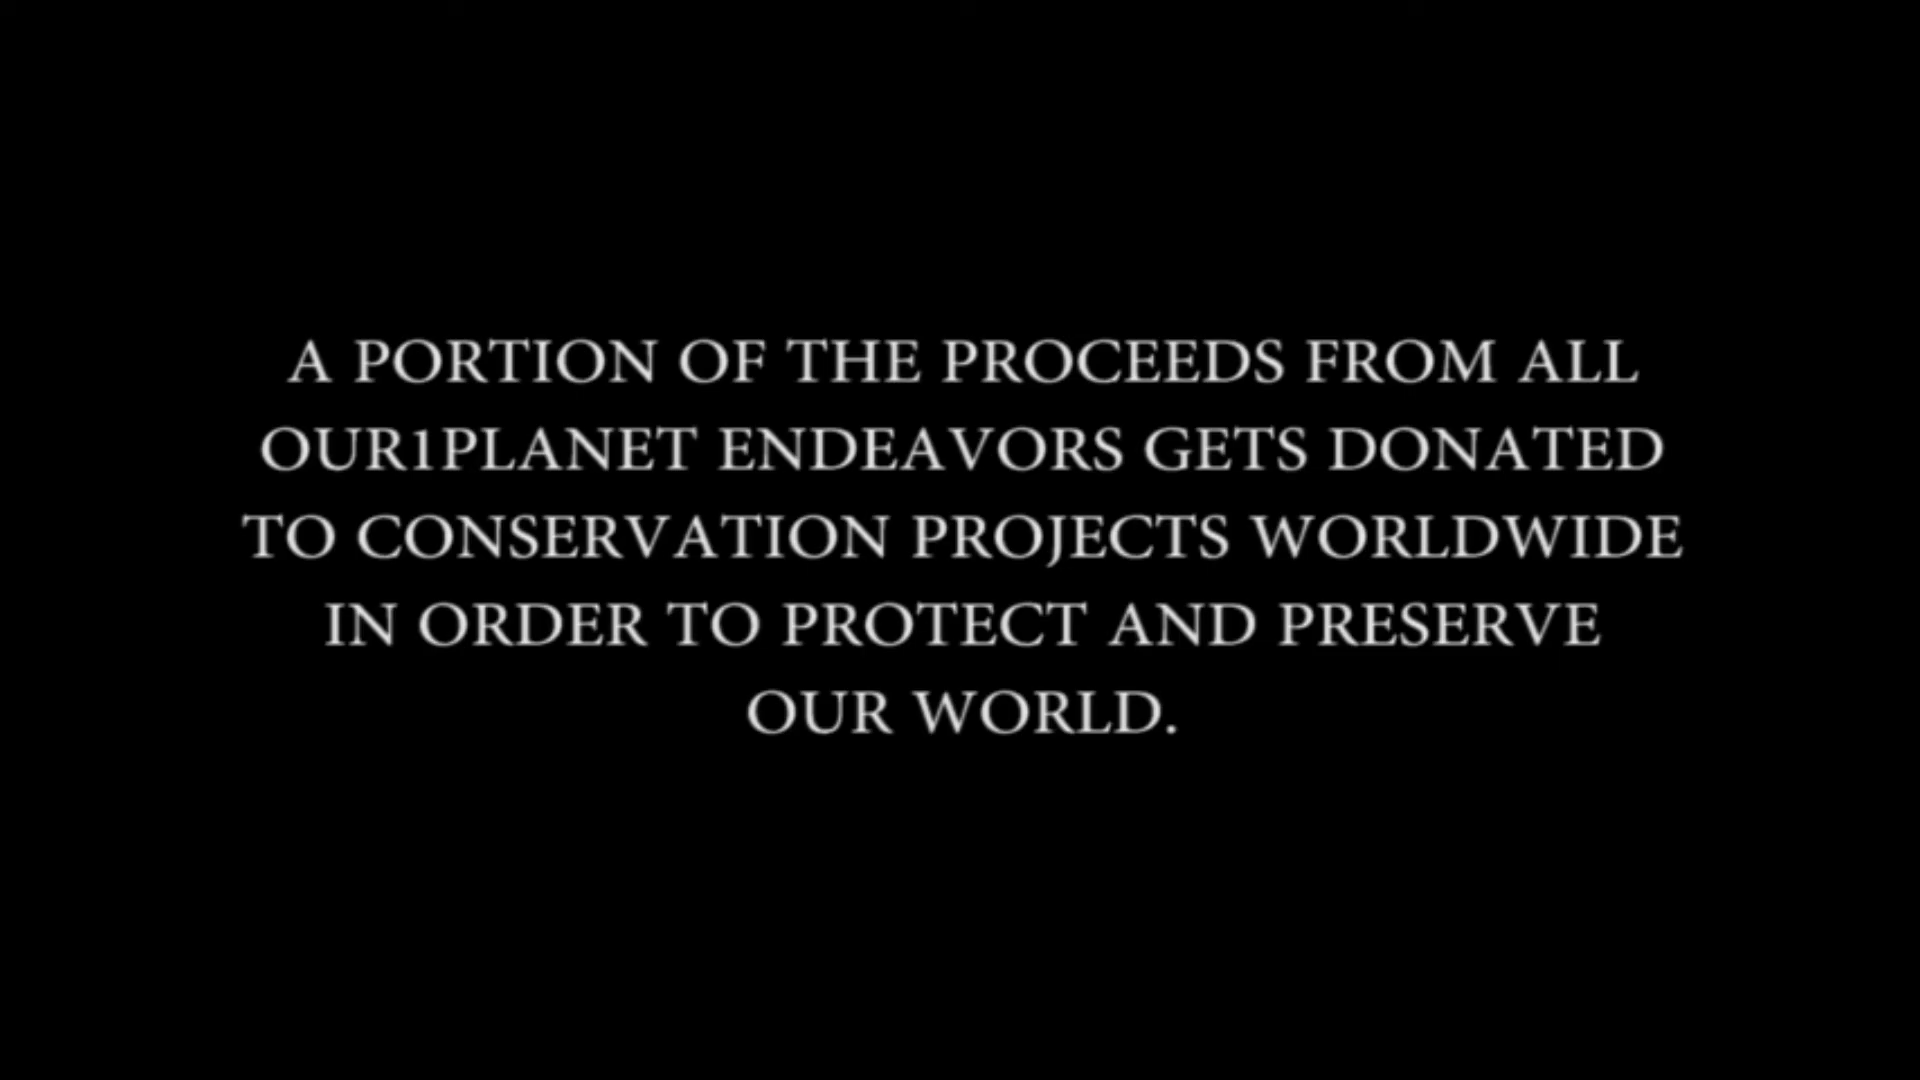 A PORTION OF THE PROCEEDS FROM ALL
OUR1PLANET ENDEAVORS GETS DONATED
TO CONSERVATION PROJECTS WORLDWIDE
IN ORDER TO PROTECT AND PRESERVE
OUR WORLD.